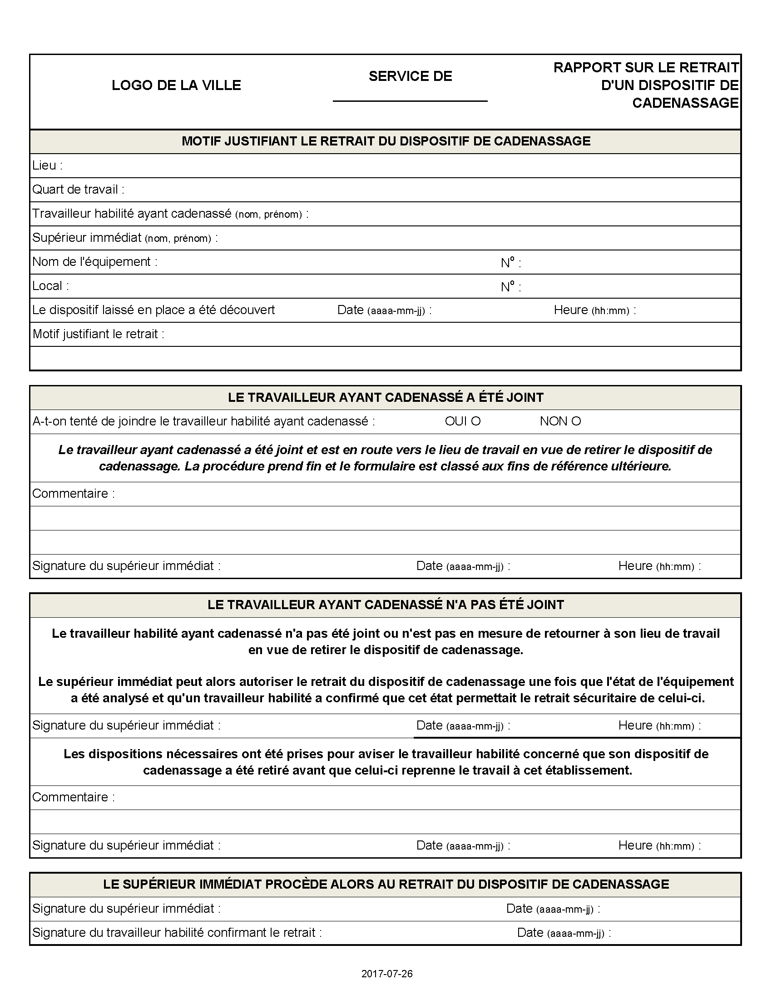 LOGO DE LA VILLE
SERVICE DE
RAPPORT SUR LE RETRAIT
D'UN DISPOSITIF DE
CADENASSAGE
MOTIF JUSTIFIANT LE RETRAIT DU DISPOSITIF DE CADENASSAGE
Lieu :
Quart de travail :
Travailleur habilité ayant cadenassé (nom, prénom) :
Supérieur immédiat (nom, prénom) :
Nom de l'équipement : Nº :
Local : Nº :
Le dispositif laissé en place a été découvert Date (aaaa-mm-jj) : Heure (hh:mm) :
Motif justifiant le retrait :
LE TRAVAILLEUR AYANT CADENASSÉ A ÉTÉ JOINT
A-t-on tenté de joindre le travailleur habilité ayant cadenassé : OUI O NON O
Le travailleur ayant cadenassé a été joint et est en route vers le lieu de travail en vue de retirer le dispositif de
cadenassage. La procédure prend fin et le formulaire est classé aux fins de référence ultérieure.
Commentaire :
Signature du supérieur immédiat : Date (aaaa-mm-jj) : Heure (hh:mm) :
LE TRAVAILLEUR AYANT CADENASSÉ N'A PAS ÉTÉ JOINT
Le travailleur habilité ayant cadenassé n'a pas été joint ou n'est pas en mesure de retourner à son lieu de travail
en vue de retirer le dispositif de cadenassage.
Le supérieur immédiat peut alors autoriser le retrait du dispositif de cadenassage une fois que l'état de l'équipement
a été analysé et qu'un travailleur habilité a confirmé que cet état permettait le retrait sécuritaire de celui-ci.
Signature du supérieur immédiat : Date (aaaa-mm-jj) : Heure (hh:mm) :
Les dispositions nécessaires ont été prises pour aviser le travailleur habilité concerné que son dispositif de
cadenassage a été retiré avant que celui-ci reprenne le travail à cet établissement.
Commentaire :
Signature du supérieur immédiat : Date (aaaa-mm-jj) : Heure (hh:mm) :
LE SUPÉRIEUR IMMÉDIAT PROCÈDE ALORS AU RETRAIT DU DISPOSITIF DE CADENASSAGE
Signature du supérieur immédiat : Date (aaaa-mm-jj) :
Signature du travailleur habilité confirmant le retrait : Date (aaaa-mm-jj) :
2017-07-26